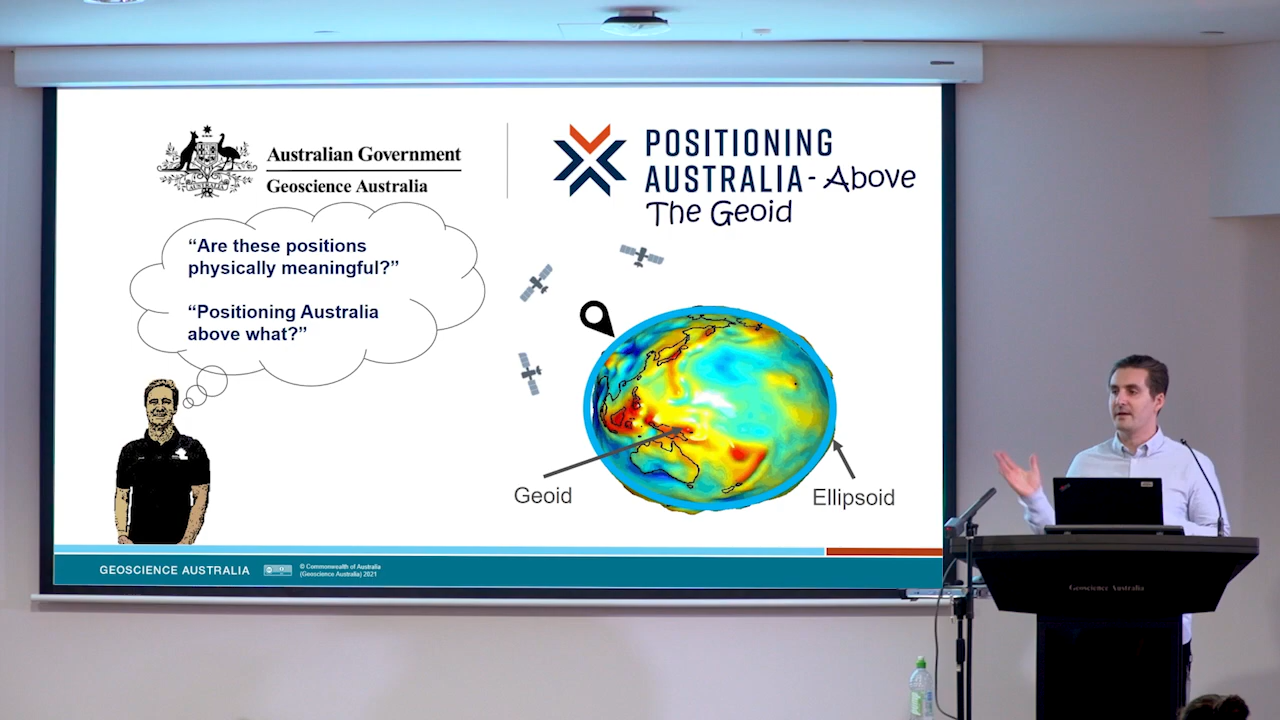 Australian Government
Geoscience Australia
POSITIONING
AUSTRALIA - Above
The Geoid
“Are these positions
physically meaningful?”
“Positioning Australia
above what?”
Geoid
Ellipsoid
GEOSCIENCE AUSTRALIA
© Commonwealth of Australia
(Geoscience Australia) 2021
Geoscience Australia